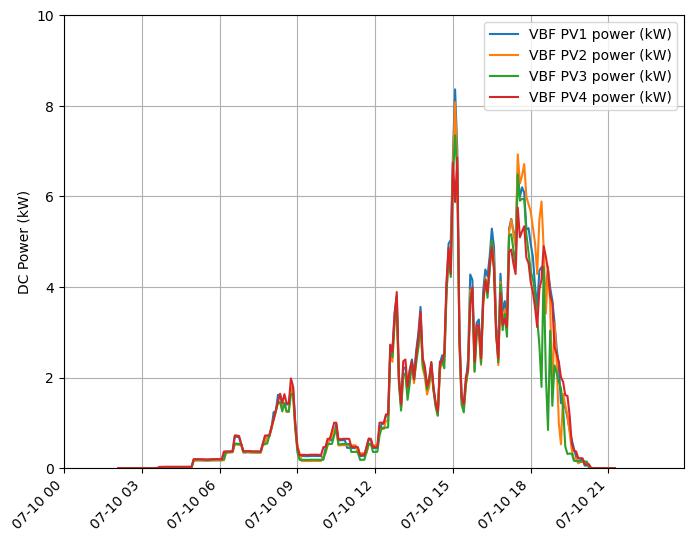 10
8
6
4
2
0
DC Power (kW)
VBF PV1 power (kW)
VBF PV2 power (kW)
VBF PV3 power (kW)
VBF PV4 power (kW)
07-10 00
07-10 03
07-10 06
07-10 09
07-10 12
07-10 15
07-10 18
07-10 21